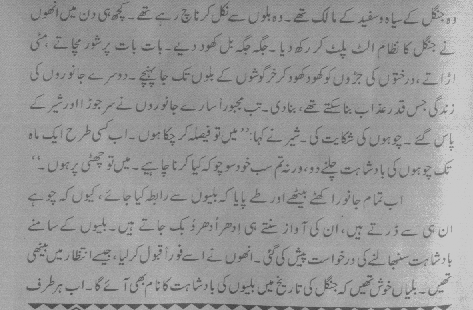 وہ جنگل کے سیاہ و سفید کے مالک تھے۔ وہ بلوں سے نکل کر ناچ رہے تھے۔ کچھ ہی دن میں انھوں
نے جنگل کا نظام الٹ پلٹ کر رکھ دیا۔ جگہ جگہ بل کھود دیے۔ بات بات پر شور مچاتے، مٹی
اڑاتے، درختوں کی جڑوں کو کھود کھود کر خرگوشوں کے بلوں تک جا پہنچے۔ دوسرے جانوروں کی
زندگی جس قدر عذاب بنا سکتے تھے، بنا دی۔ تب مجبوراً سارے جانوروں نے سر جوڑا اور شیر کے
پاس گئے۔ چوہوں کی شکایت کی۔ شیر نے کہا: ’’میں تو فیصلہ کر چکا ہوں۔ اب کسی طرح ایک ماہ
تک چوہوں کی بادشاہت چلنے دو، ورنہ تم سب خود سوچو کہ کیا کرنا چاہیے۔ میں تو چھٹی پر ہوں۔‘‘
اب تمام جانور اکٹھے بیٹھے اور طے پایا کہ بلیوں سے رابطہ کیا جائے، کیوں کہ چوہے
ان ہی سے ڈرتے ہیں، اُن کی آواز سنتے ہی اِدھر اُدھر دُبک جاتے ہیں۔ بلیوں کے سامنے
بادشاہت سنبھالنے کی درخواست پیش کی گئی۔ انھوں نے اسے فوراً قبول کر لیا، جیسے انتظار میں بیٹھی
تھیں۔ بلیاں خوش تھیں کہ جنگل کی تاریخ میں بلیوں کی بادشاہت کا نام بھی آئے گا۔ اب ہر طرف